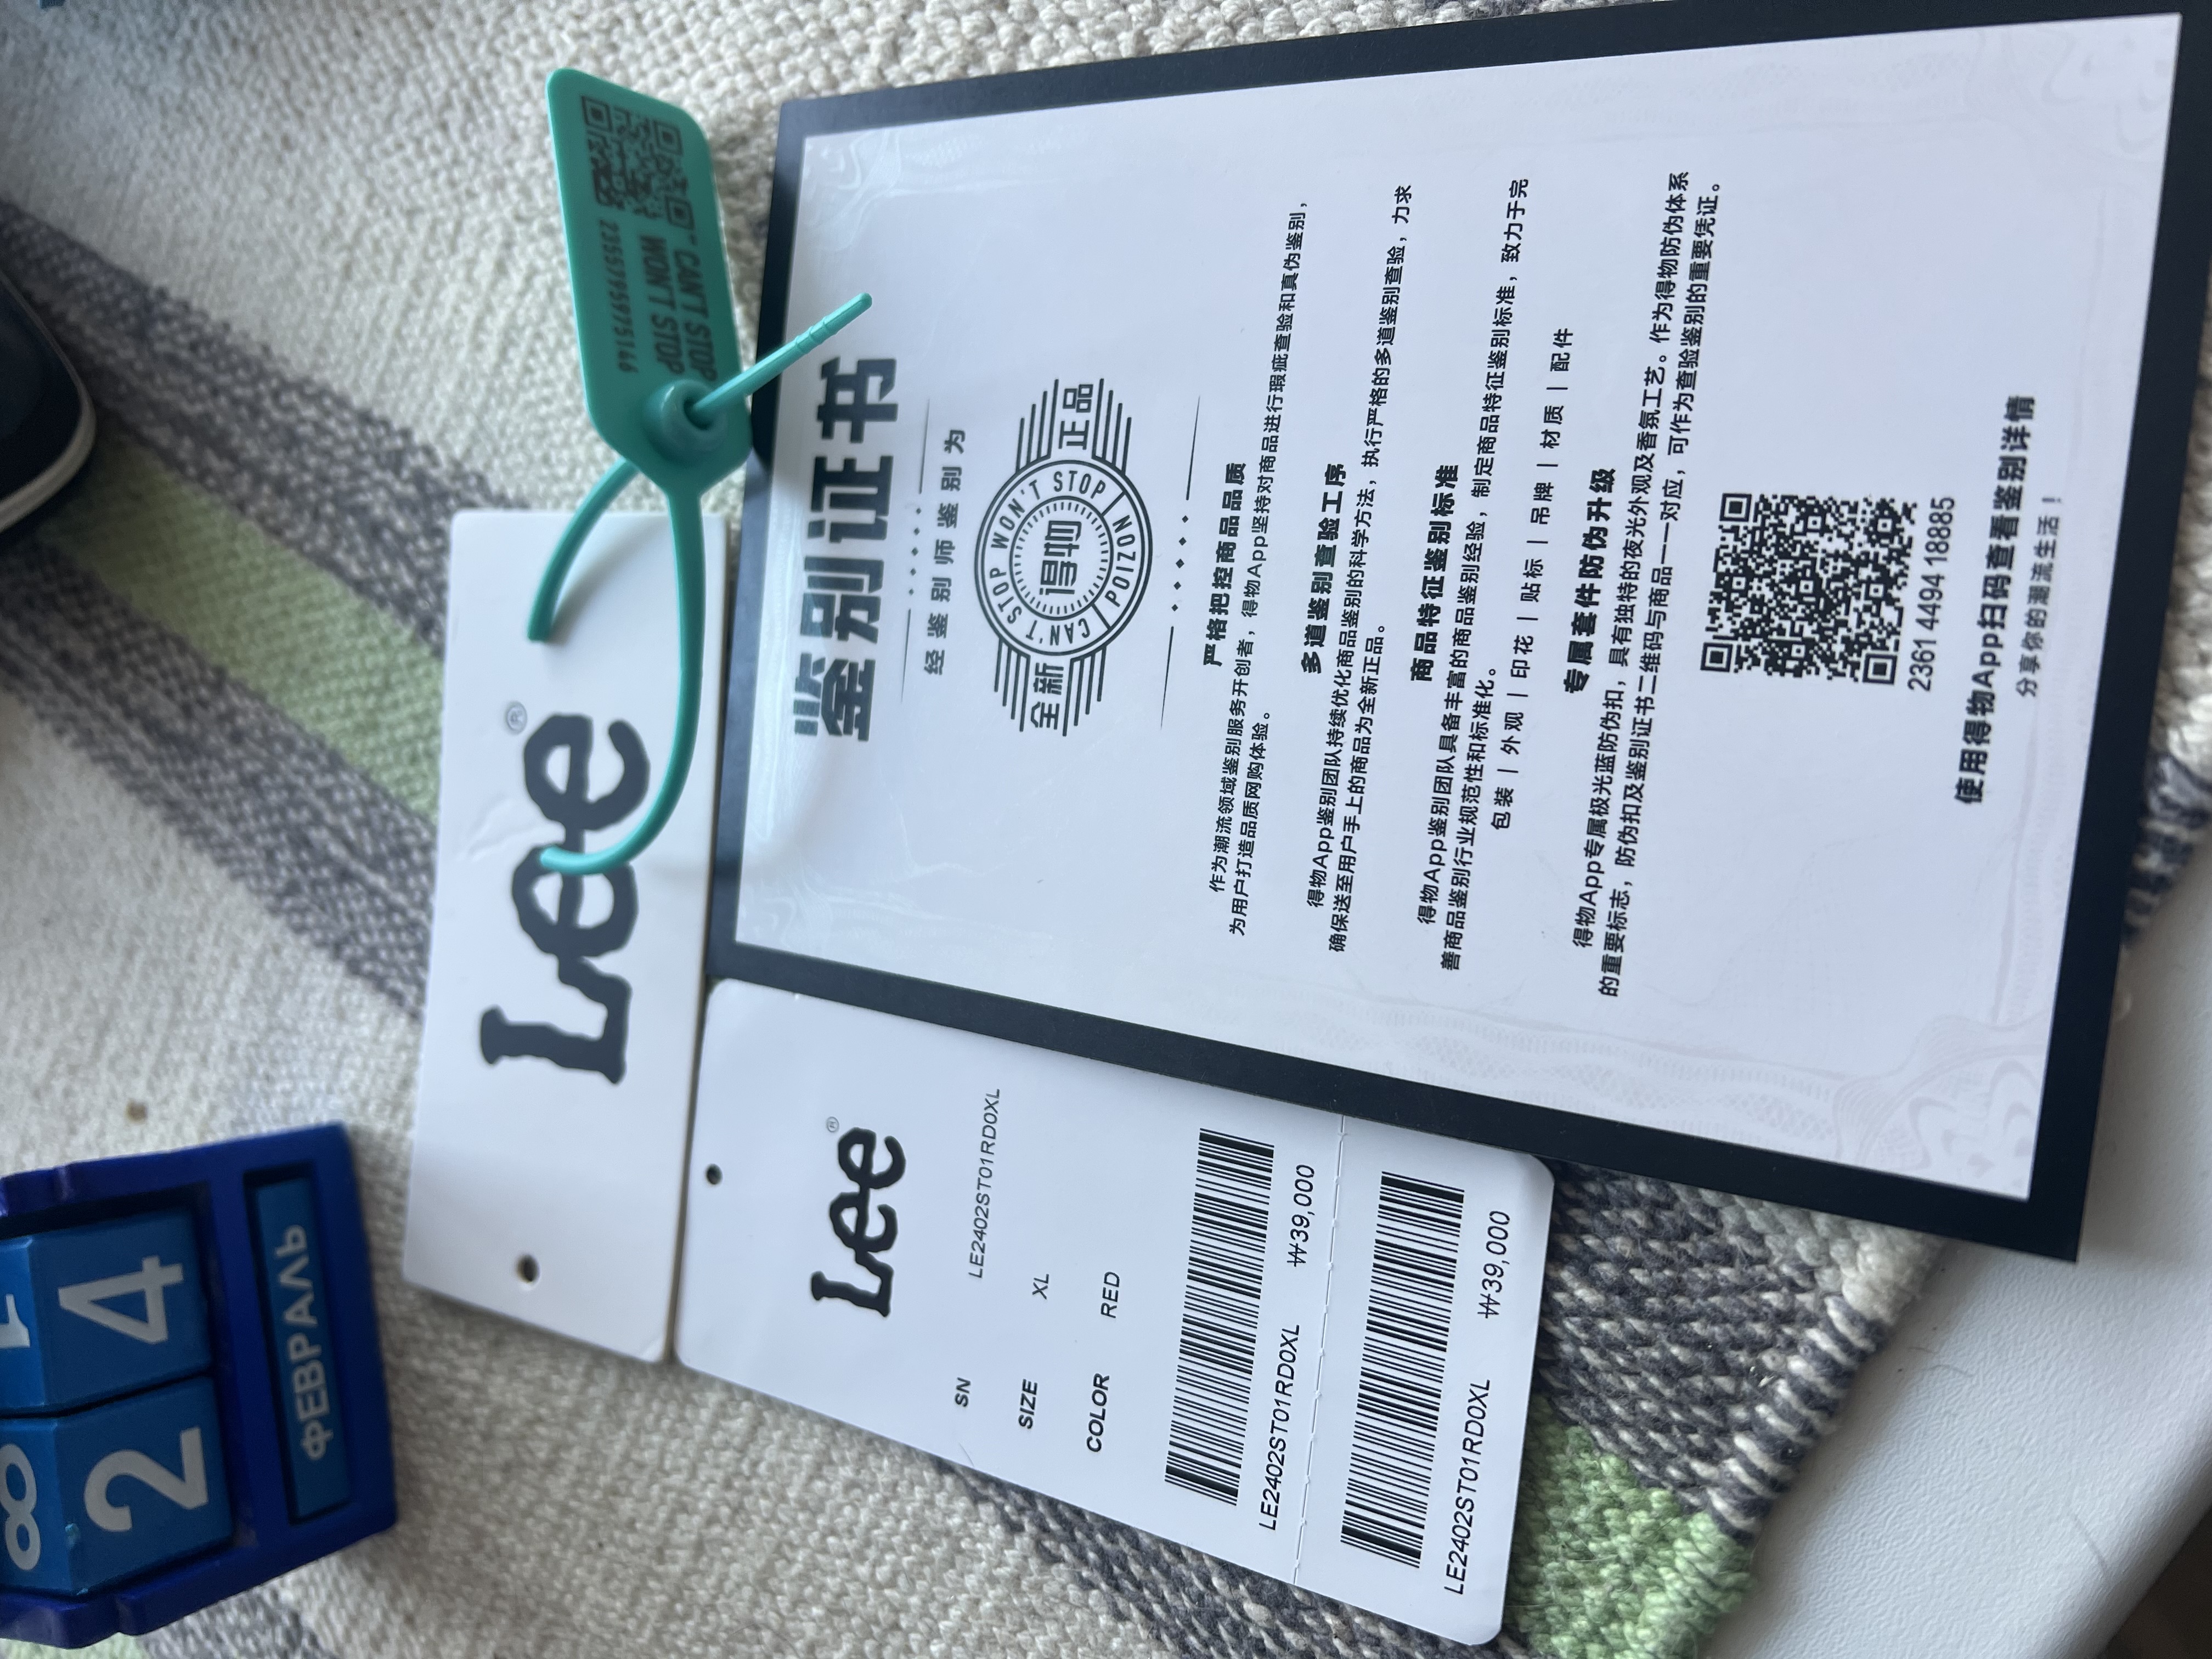 Lee®
"CAN'T STOP
WON'T STOP
2355795975166
鉴别证书
经鉴别师鉴别为
全新
正品
CAN'T STOP WON'T STOP
POIZON
得物
严格把控商品品质
作为潮流领域鉴别服务开创者，得物App坚持对商品进行瑕疵查验和真伪鉴别，
为用户打造品质网购体验。
多道鉴别查验工序
得物App鉴别团队持续优化商品鉴别的科学方法，执行严格的多道鉴别查验，力求
确保送至用户手上的商品为全新正品。
商品特征鉴别标准
得物App鉴别团队具备丰富的商品鉴别经验，制定商品特征鉴别标准，致力于完
善商品鉴别行业规范性和标准化。
包装 | 外观 | 印花 | 贴标 | 吊牌 | 材质 | 配件
专属套件防伪升级
得物App专属极光蓝防伪扣，具有独特的夜光外观及香氛工艺。作为得物防伪体系
的重要标志，防伪扣及鉴别证书二维码与商品一一对应，可作为查验鉴别的重要凭证。
2361 4494 18885
使用得物App扫码查看鉴别详情
分享你的潮流生活！
Lee®
SN LE2402ST01RD0XL
SIZE XL
COLOR RED
LE2402ST01RD0XL ₩39,000
LE2402ST01RD0XL ₩39,000
8 1
2 4
ФЕВРАЛЬ